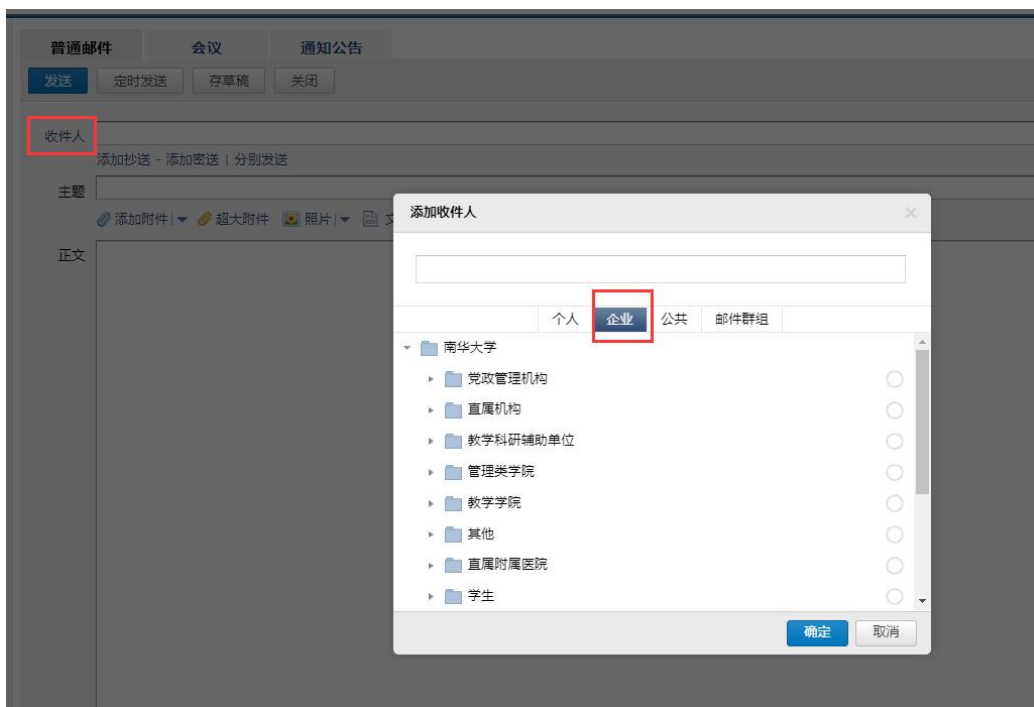 普通邮件 会议 通知公告
发送 定时发送 存草稿 关闭
收件人
添加抄送 - 添加密送 | 分别发送
主题
添加附件 | 超大附件 照片 |
正文
添加收件人
个人 企业 公共 邮件群组
南华大学
党政管理机构
直属机构
教学科研辅助单位
管理类学院
教学学院
其他
直属附属医院
学生
确定 取消